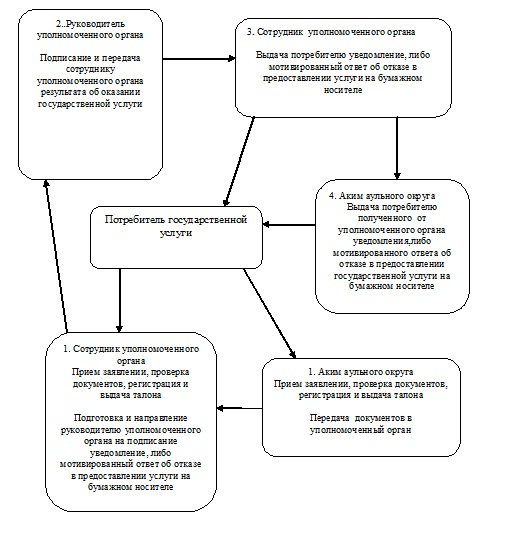 2..Руководитель
уполномоченного органа
Подписание и передача
сотруднику
уполномоченного органа
результата об оказании
государственной услуги
3. Сотрудник уполномоченного органа
Выдача потребителю уведомление, либо
мотивированный ответ об отказе в
предоставлении услуги на бумажном
носителе
4. Аким аульного округа
Выдача потребителю
полученного от
уполномоченного органа
уведомления,либо
мотивированного ответа об
отказе в предоставлении
государственной услуги на
бумажном носителе
Потребитель государственной
услуги
1. Сотрудник уполномоченного
органа
Прием заявлении, проверка
документов, регистрация и
выдача талона
Подготовка и направление
руководителю уполномоченного
органа на подписание
уведомление, либо
мотивированный ответ об отказе
в предоставлении услуги на
бумажном носителе
1. Аким аульного округа
Прием заявлении, проверка документов,
регистрация и выдача талона
Передача документов в
уполномоченный орган